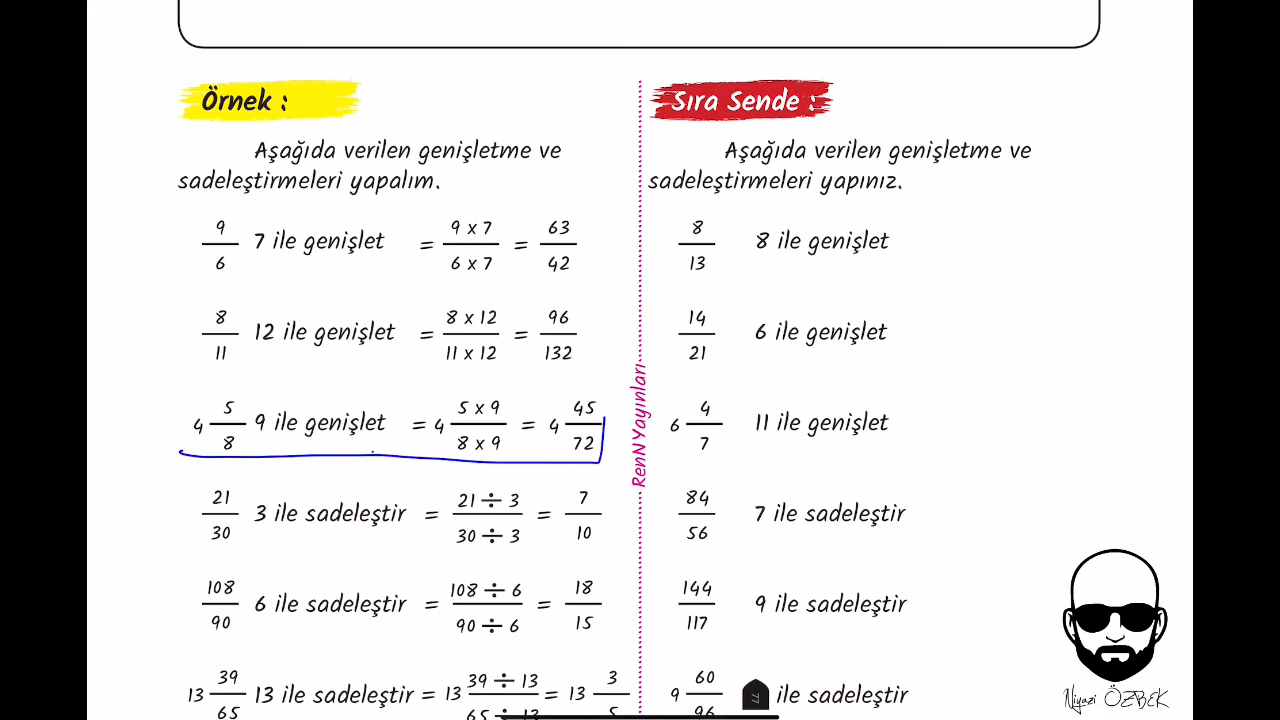 Örnek :
Aşağıda verilen genişletme ve
sadeleştirmeleri yapalım.
9/6 7 ile genişlet = 9 x 7 / 6 x 7 = 63/42
8/11 12 ile genişlet = 8 x 12 / 11 x 12 = 96/132
4 5/8 9 ile genişlet = 4 5 x 9 / 8 x 9 = 4 45/72
21/30 3 ile sadeleştir = 21 ÷ 3 / 30 ÷ 3 = 7/10
108/90 6 ile sadeleştir = 108 ÷ 6 / 90 ÷ 6 = 18/15
13 39/65 13 ile sadeleştir = 13 39 ÷ 13 / 65 ÷ 13 = 13 3/5
RenN Yayınları
Sıra Sende :
Aşağıda verilen genişletme ve
sadeleştirmeleri yapınız.
8/13 8 ile genişlet
14/21 6 ile genişlet
6 4/7 11 ile genişlet
84/56 7 ile sadeleştir
144/117 9 ile sadeleştir
9 60/96 ile sadeleştir
77
Niyazi ÖZBEK